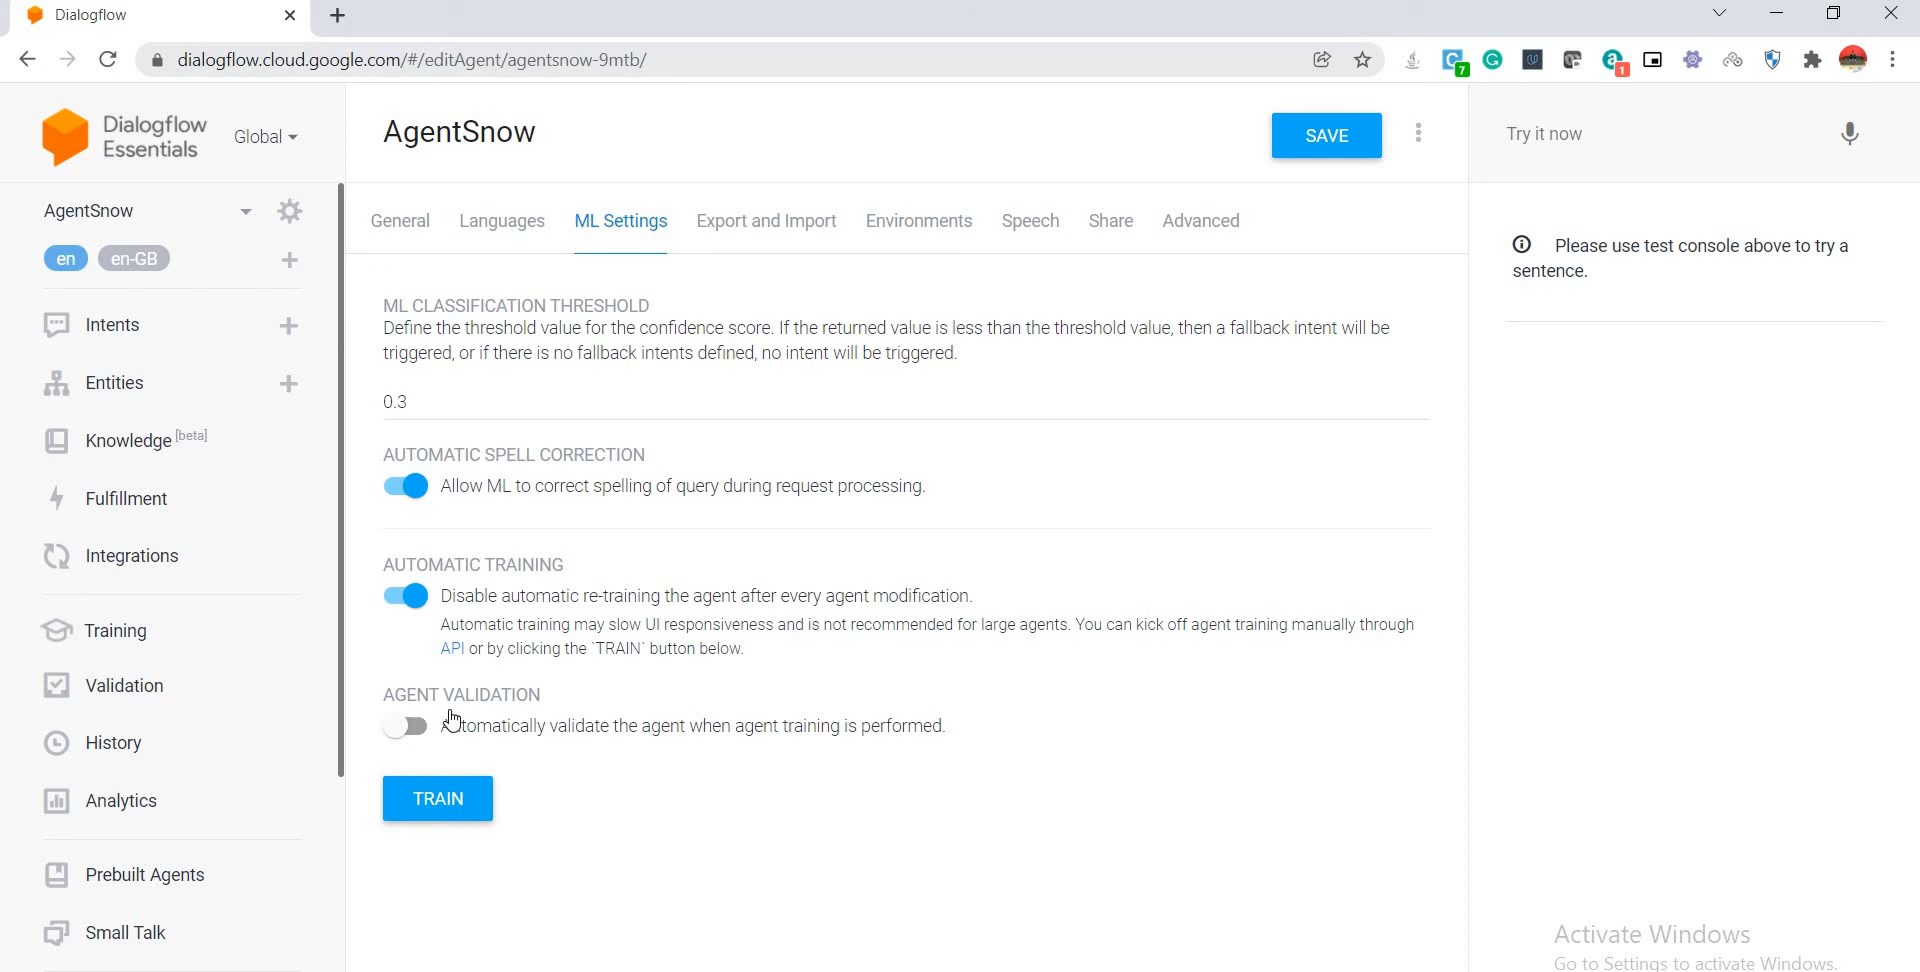 Dialogflow
dialogflow.cloud.google.com/#/editAgent/agentsnow-9mtb/
7
1
Dialogflow
Essentials
Global
AgentSnow
SAVE
Try it now
AgentSnow
en
en-GB
General
Languages
ML Settings
Export and Import
Environments
Speech
Share
Advanced
Please use test console above to try a
sentence.
Intents
Entities
Knowledge [beta]
Fulfillment
Integrations
Training
Validation
History
Analytics
Prebuilt Agents
Small Talk
ML CLASSIFICATION THRESHOLD
Define the threshold value for the confidence score. If the returned value is less than the threshold value, then a fallback intent will be
triggered, or if there is no fallback intents defined, no intent will be triggered.
0.3
AUTOMATIC SPELL CORRECTION
Allow ML to correct spelling of query during request processing.
AUTOMATIC TRAINING
Disable automatic re-training the agent after every agent modification.
Automatic training may slow UI responsiveness and is not recommended for large agents. You can kick off agent training manually through
API or by clicking the `TRAIN` button below.
AGENT VALIDATION
Automatically validate the agent when agent training is performed.
TRAIN
Activate Windows
Go to Settings to activate Windows.